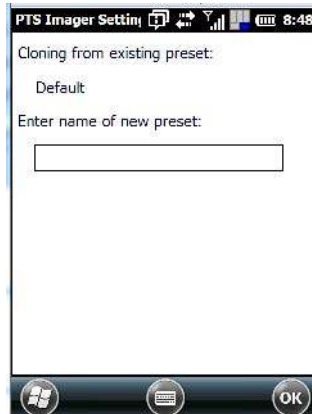 PTS Imager Settin 8:48
Cloning from existing preset:
Default
Enter name of new preset:
OK